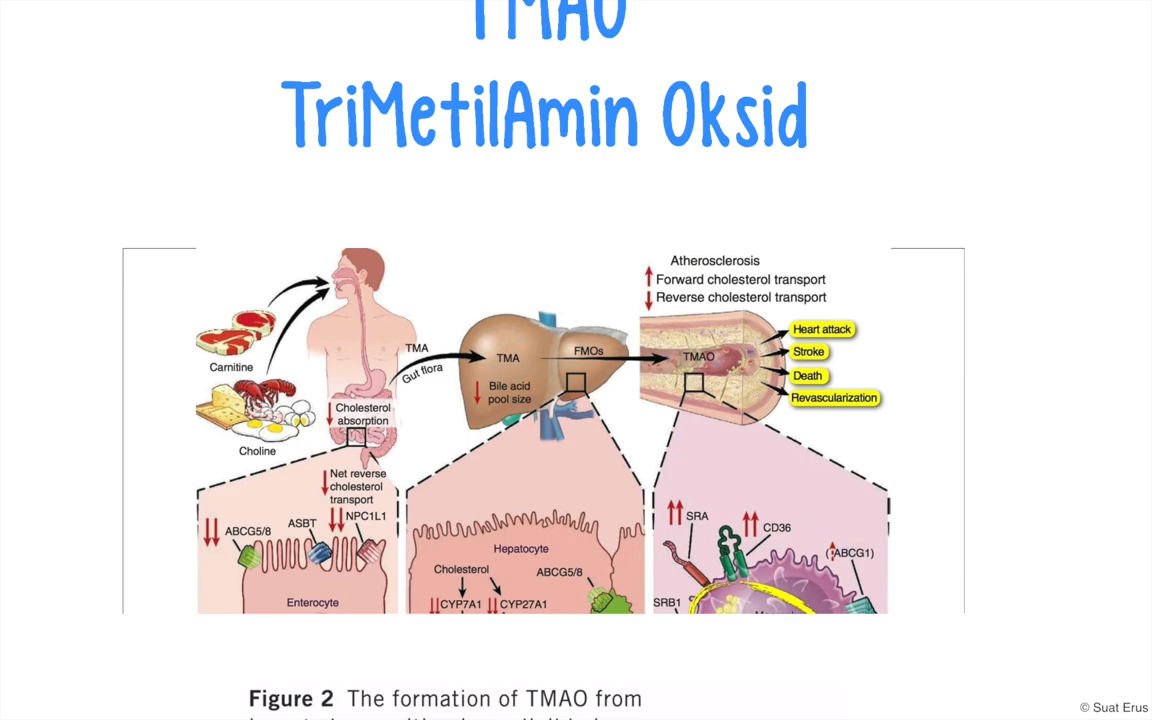 TMAO
TriMetilAmin Oksid
Atherosclerosis
Forward cholesterol transport
Reverse cholesterol transport
Heart attack
Stroke
Death
Revascularization
Carnitine
Choline
TMA
Gut flora
TMA
FMOs
TMAO
Bile acid
pool size
Cholesterol
absorption
Net reverse
cholesterol
transport
ABCG5/8
ASBT
NPC1L1
Enterocyte
Hepatocyte
Cholesterol
ABCG5/8
CYP7A1
CYP27A1
SRA
CD36
(ABCG1)
SRB1
Figure 2 The formation of TMAO from
© Suat Erus